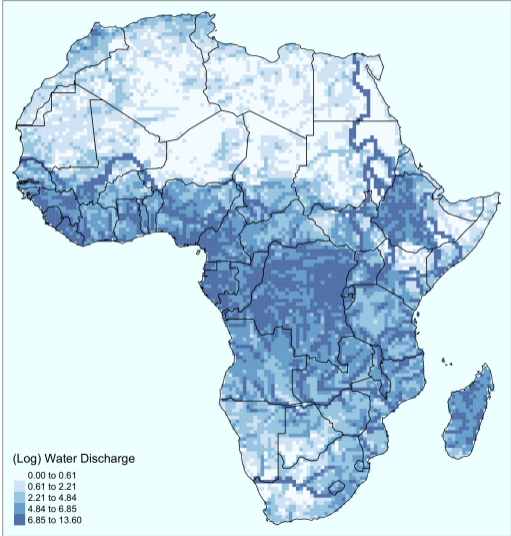 (Log) Water Discharge
0.00 to 0.61
0.61 to 2.21
2.21 to 4.84
4.84 to 6.85
6.85 to 13.60